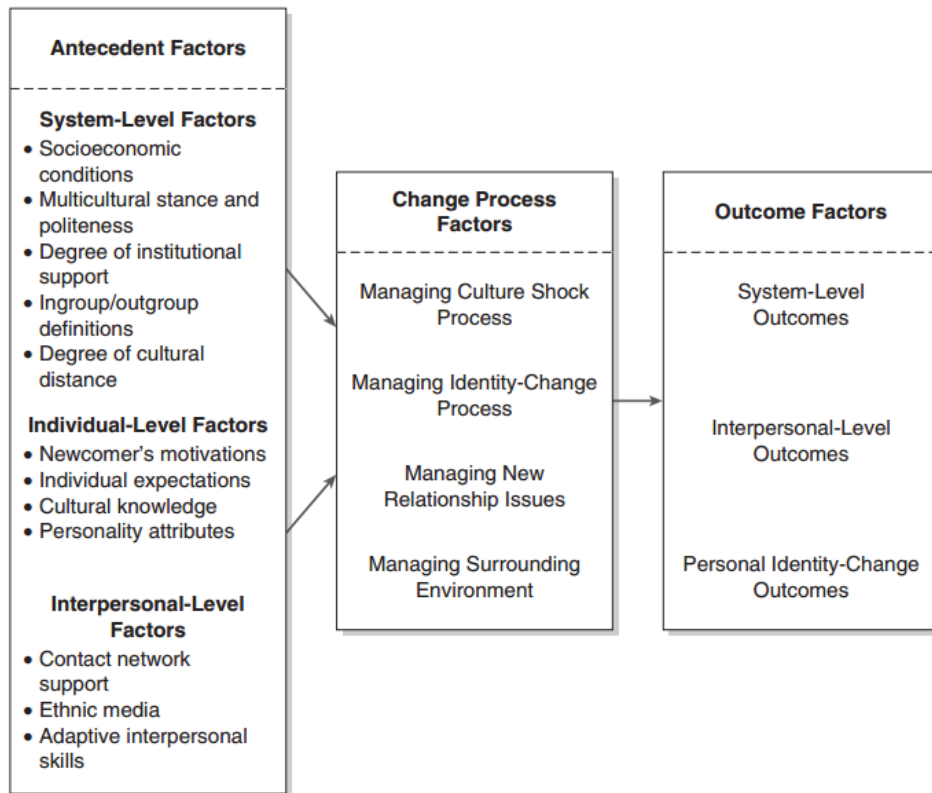 Antecedent Factors
System-Level Factors
• Socioeconomic
conditions
• Multicultural stance and
politeness
• Degree of institutional
support
• Ingroup/outgroup
definitions
• Degree of cultural
distance
Individual-Level Factors
• Newcomer's motivations
• Individual expectations
• Cultural knowledge
• Personality attributes
Interpersonal-Level
Factors
• Contact network
support
• Ethnic media
• Adaptive interpersonal
skills
Change Process
Factors
Managing Culture Shock
Process
Managing Identity-Change
Process
Managing New
Relationship Issues
Managing Surrounding
Environment
Outcome Factors
System-Level
Outcomes
Interpersonal-Level
Outcomes
Personal Identity-Change
Outcomes